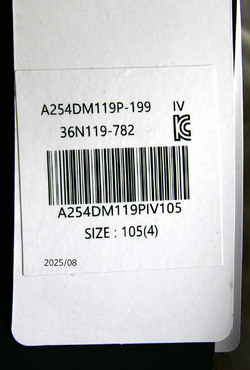 A254DM119P-199 IV
36N119-782
A254DM119PIV105
SIZE : 105(4)
2025/08